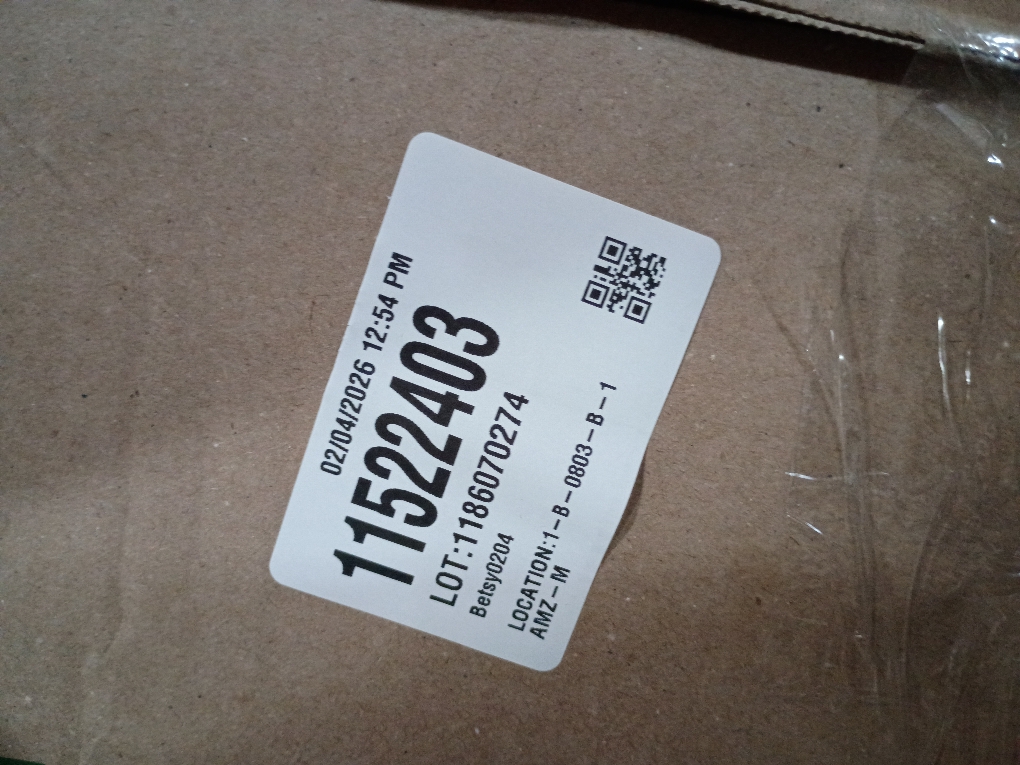 02/04/2026 12:54 PM
11522403
LOT:1186070274
Betsy0204
LOCATION:1-B-0803-B-1
AMZ-M